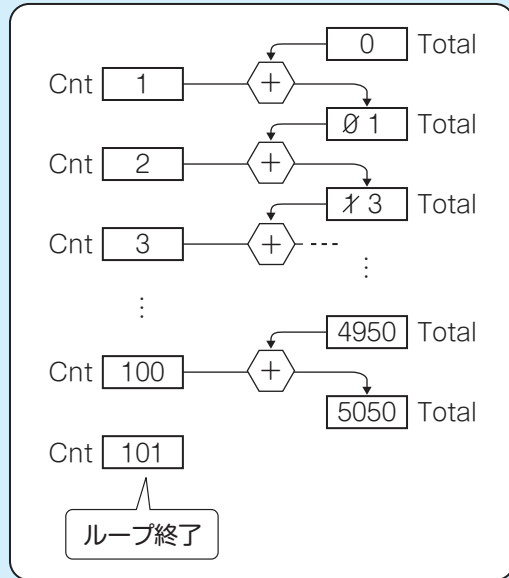 0 Total
Cnt 1 +
0 1 Total
Cnt 2 +
1 3 Total
Cnt 3 +
⋮
⋮
4950 Total
Cnt 100 +
5050 Total
Cnt 101
ループ終了